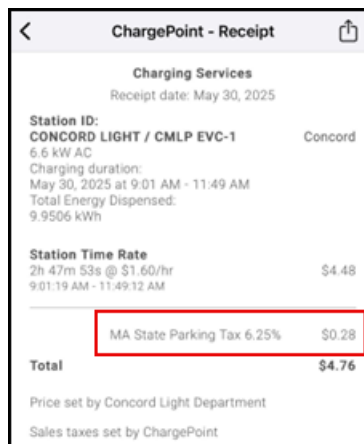 ChargePoint - Receipt
Charging Services
Receipt date: May 30, 2025
Station ID:
CONCORD LIGHT / CMLP EVC-1 Concord
6.6 kW AC
Charging duration:
May 30, 2025 at 9:01 AM - 11:49 AM
Total Energy Dispensed:
9.9506 kWh
Station Time Rate
2h 47m 53s @ $1.60/hr $4.48
9:01:19 AM - 11:49:12 AM
MA State Parking Tax 6.25% $0.28
Total $4.76
Price set by Concord Light Department
Sales taxes set by ChargePoint